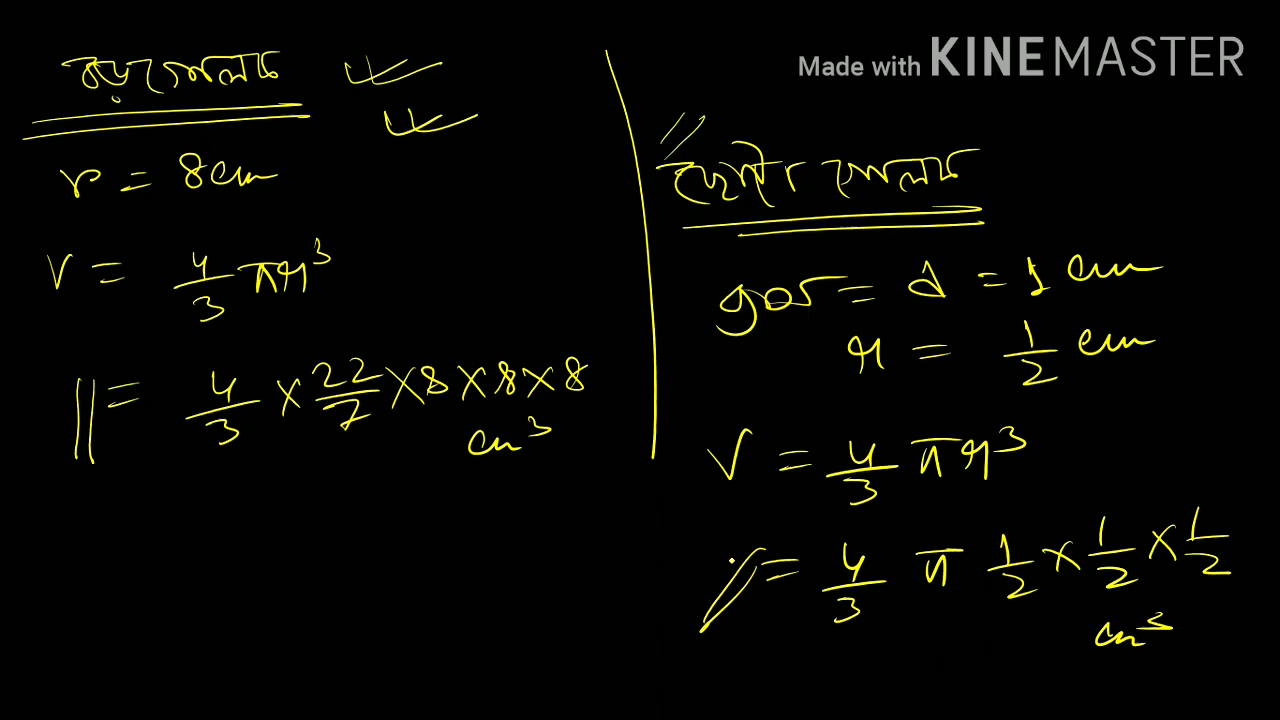 বড় গোলক
r = 8cm
V = 4/3 πr³
= 4/3 × 22/7 × 8 × 8 × 8
cm³
Made with KINEMASTER
গোলক
= d = 1 cm
r = 1/2 cm
V = 4/3 πr³
= 4/3 π 1/2 × 1/2 × 1/2
cm³